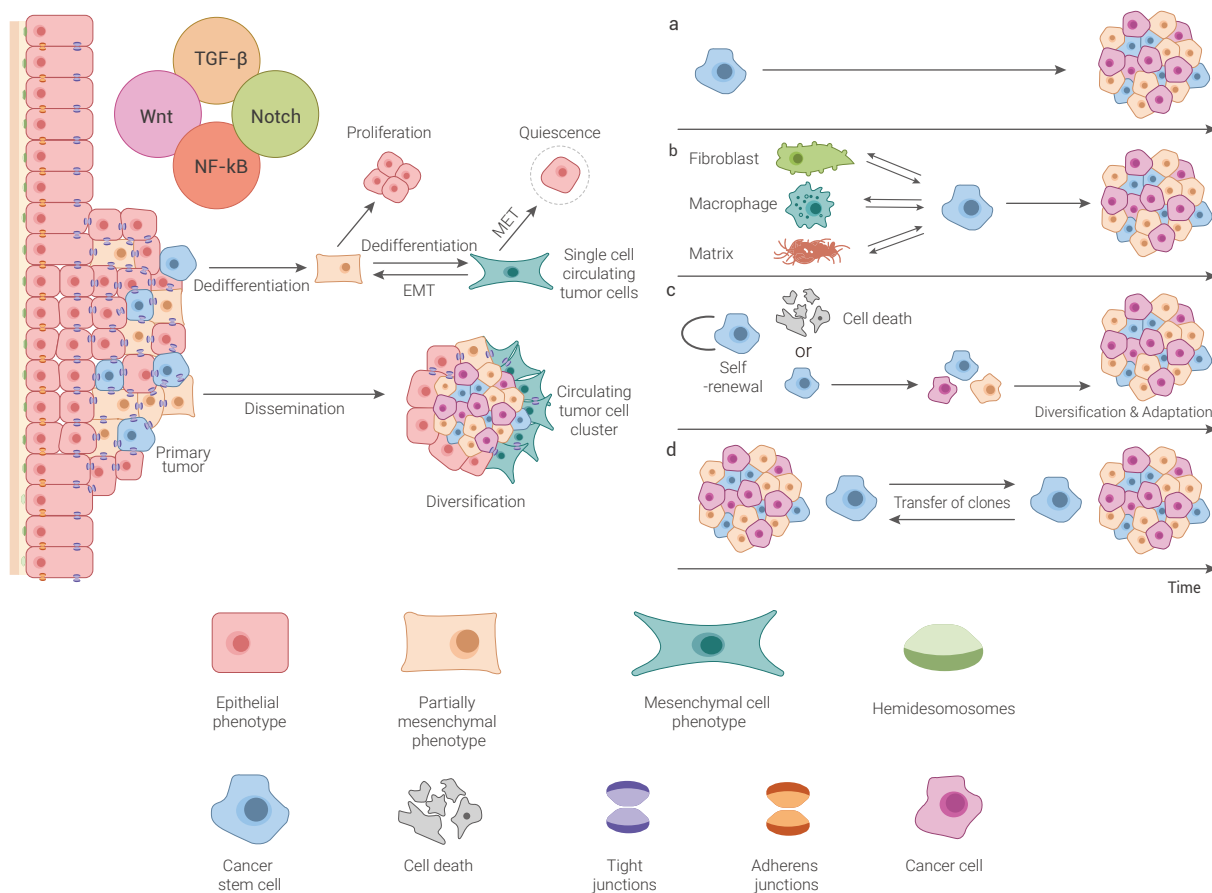 TGF-β
Wnt
Notch
NF-kB
Proliferation
Quiescence
MET
Dedifferentiation
Dedifferentiation
EMT
Single cell
circulating
tumor cells
Dissemination
Primary
tumor
Circulating
tumor cell
cluster
Diversification
a
b
Fibroblast
Macrophage
Matrix
c
Cell death
or
Self
-renewal
Diversification & Adaptation
d
Transfer of clones
Time
Epithelial
phenotype
Partially
mesenchymal
phenotype
Mesenchymal cell
phenotype
Hemidesomosomes
Cancer
stem cell
Cell death
Tight
junctions
Adherens
junctions
Cancer cell